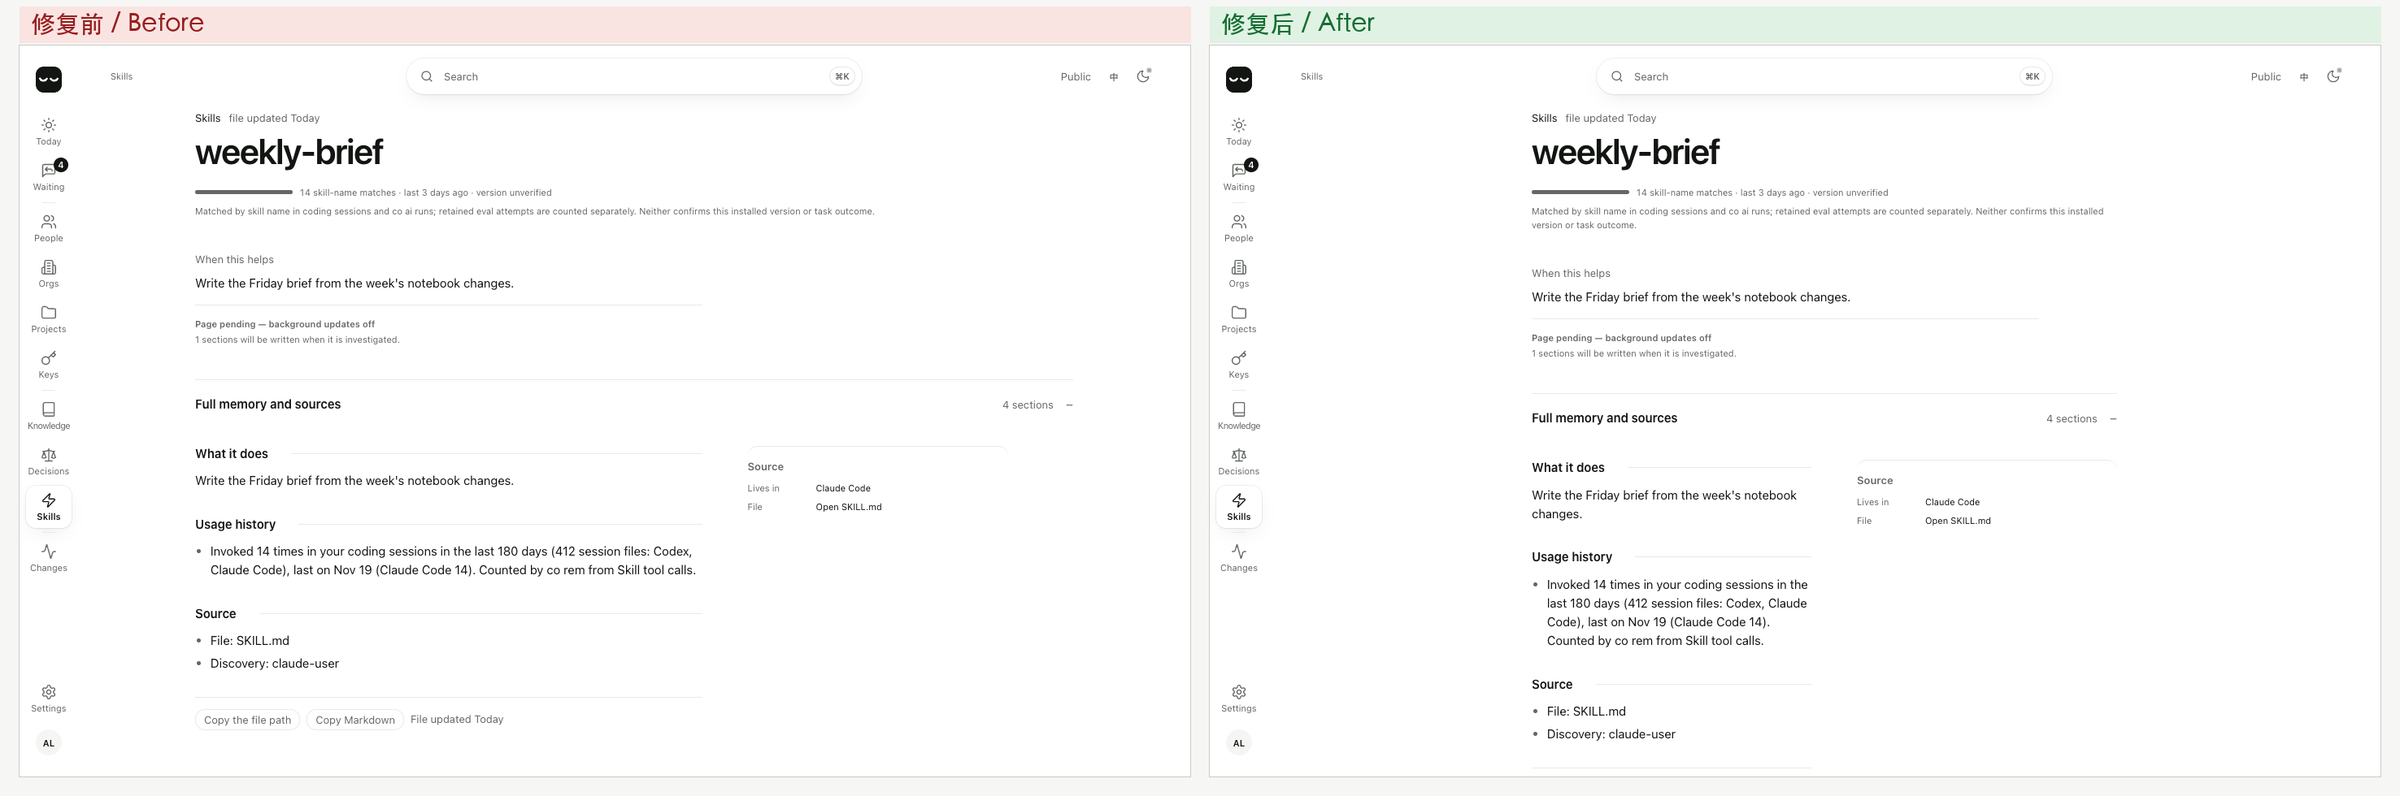 修复前 / Before
Skills
Search
⌘K
Public
中
Today
4
Waiting
People
Orgs
Projects
Keys
Knowledge
Decisions
Skills
Changes
Settings
AL
Skills file updated Today
weekly-brief
14 skill-name matches · last 3 days ago · version unverified
Matched by skill name in coding sessions and co ai runs; retained eval attempts are counted separately. Neither confirms this installed version or task outcome.
When this helps
Write the Friday brief from the week's notebook changes.
Page pending — background updates off
1 sections will be written when it is investigated.
Full memory and sources
4 sections −
What it does
Write the Friday brief from the week's notebook changes.
Usage history
• Invoked 14 times in your coding sessions in the last 180 days (412 session files: Codex,
Claude Code), last on Nov 19 (Claude Code 14). Counted by co rem from Skill tool calls.
Source
• File: SKILL.md
• Discovery: claude-user
Copy the file path Copy Markdown File updated Today
Source
Lives in Claude Code
File Open SKILL.md
修复后 / After
Skills
Search
⌘K
Public
中
Today
4
Waiting
People
Orgs
Projects
Keys
Knowledge
Decisions
Skills
Changes
Settings
AL
Skills file updated Today
weekly-brief
14 skill-name matches · last 3 days ago · version unverified
Matched by skill name in coding sessions and co ai runs; retained eval attempts are counted separately. Neither confirms this installed
version or task outcome.
When this helps
Write the Friday brief from the week's notebook changes.
Page pending — background updates off
1 sections will be written when it is investigated.
Full memory and sources
4 sections −
What it does
Write the Friday brief from the week's notebook
changes.
Usage history
• Invoked 14 times in your coding sessions in the
last 180 days (412 session files: Codex, Claude
Code), last on Nov 19 (Claude Code 14).
Counted by co rem from Skill tool calls.
Source
• File: SKILL.md
• Discovery: claude-user
Source
Lives in Claude Code
File Open SKILL.md